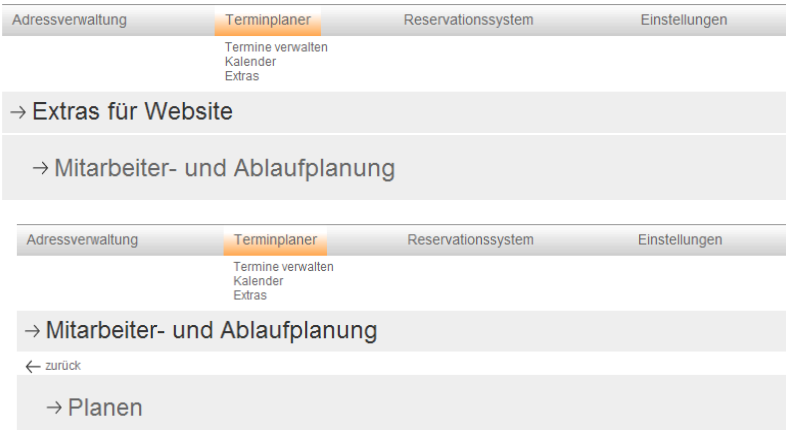 Adressverwaltung Terminplaner Reservationssystem Einstellungen
Termine verwalten
Kalender
Extras
→ Extras für Website
→ Mitarbeiter- und Ablaufplanung
Adressverwaltung Terminplaner Reservationssystem Einstellungen
Termine verwalten
Kalender
Extras
→ Mitarbeiter- und Ablaufplanung
← zurück
→ Planen